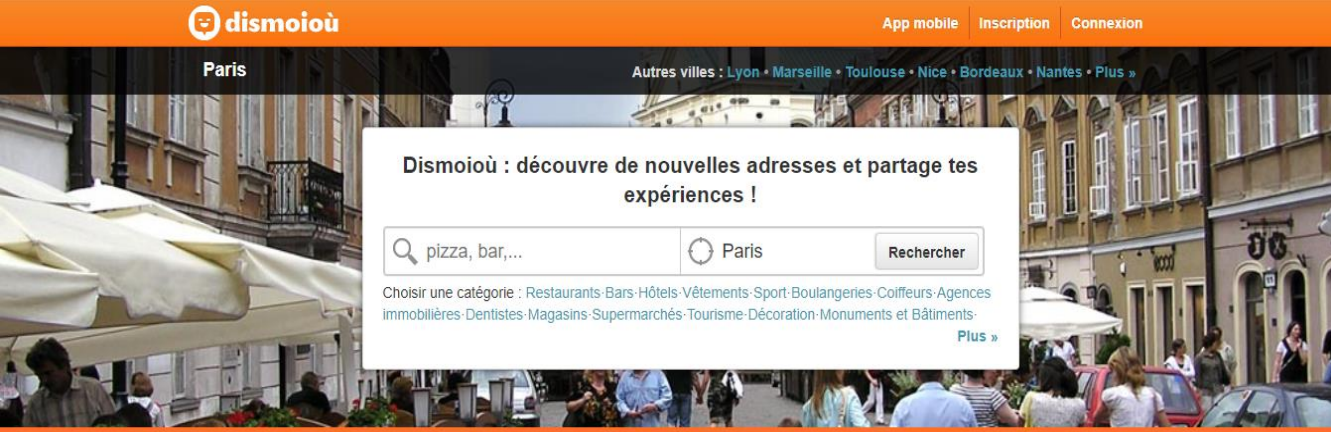 dismoioù
App mobile Inscription Connexion
Paris
Autres villes : Lyon • Marseille • Toulouse • Nice • Bordeaux • Nantes • Plus »
Dismoioù : découvre de nouvelles adresses et partage tes
expériences !
pizza, bar,... Paris Rechercher
Choisir une catégorie : Restaurants·Bars·Hôtels·Vêtements·Sport·Boulangeries·Coiffeurs·Agences
immobilières·Dentistes·Magasins·Supermarchés·Tourisme·Décoration·Monuments et Bâtiments·
Plus »